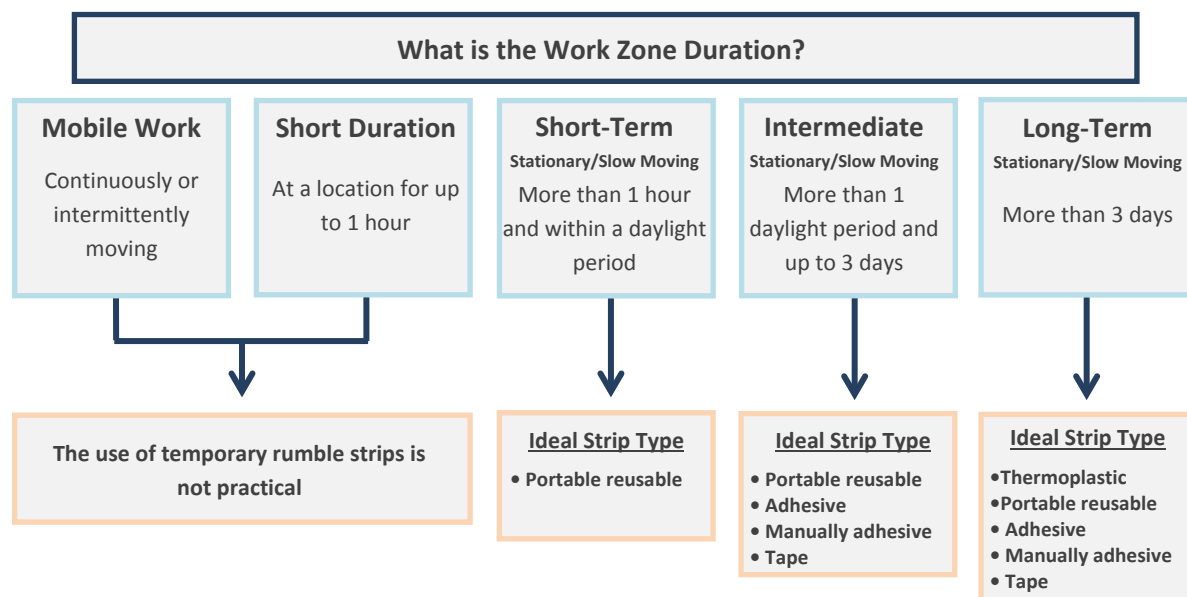 What is the Work Zone Duration?
Mobile Work
Continuously or
intermittently
moving
Short Duration
At a location for up
to 1 hour
Short-Term
Stationary/Slow Moving
More than 1 hour
and within a daylight
period
Intermediate
Stationary/Slow Moving
More than 1
daylight period and
up to 3 days
Long-Term
Stationary/Slow Moving
More than 3 days
The use of temporary rumble strips is
not practical
Ideal Strip Type
• Portable reusable
Ideal Strip Type
• Portable reusable
• Adhesive
• Manually adhesive
• Tape
Ideal Strip Type
•Thermoplastic
•Portable reusable
• Adhesive
• Manually adhesive
• Tape